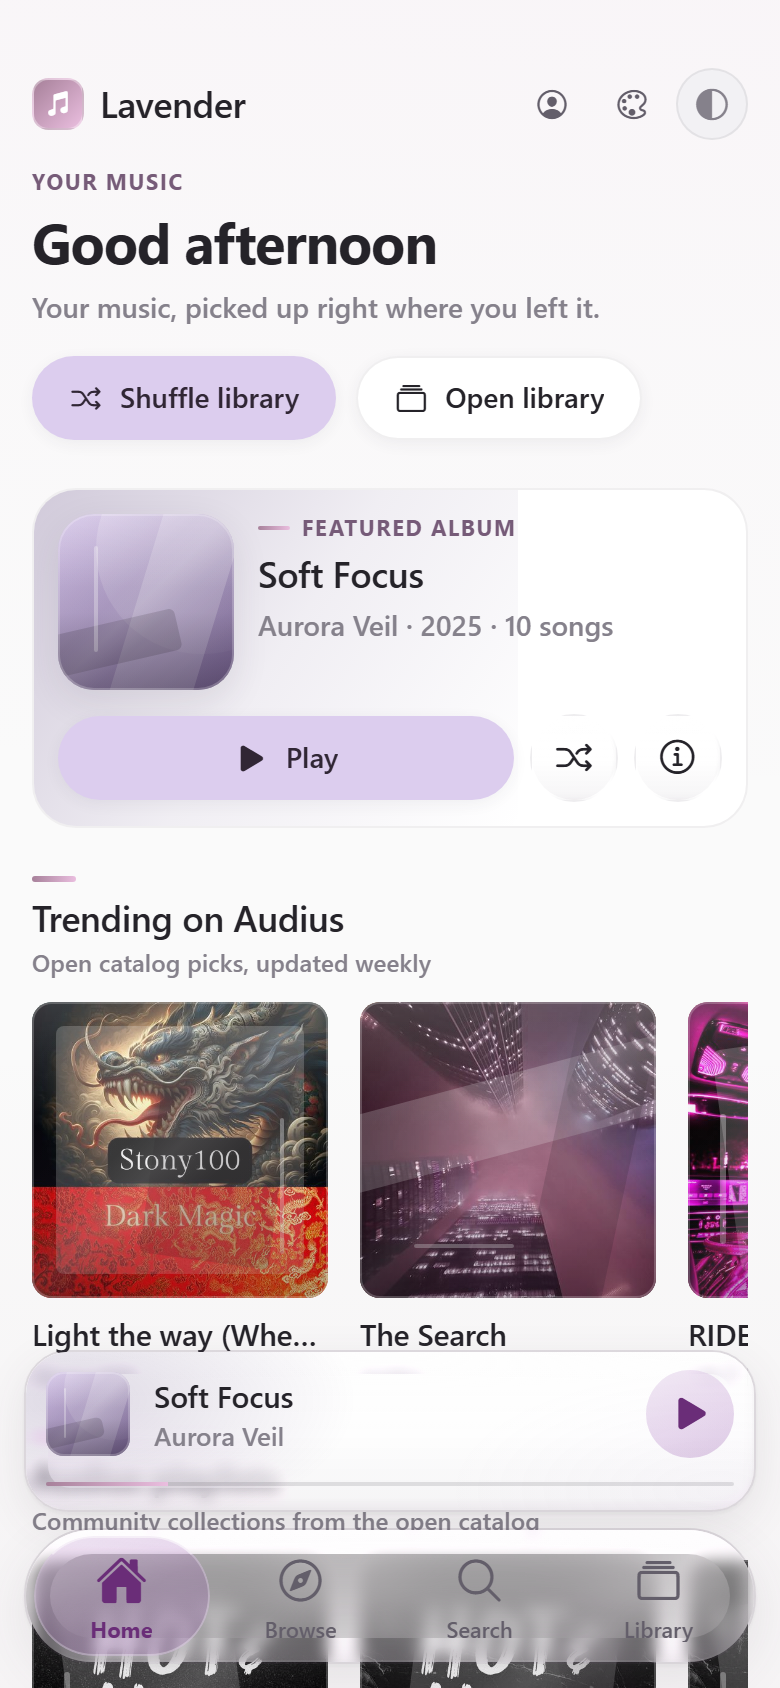 Lavender
YOUR MUSIC
Good afternoon
Your music, picked up right where you left it.
Shuffle library
Open library
FEATURED ALBUM
Soft Focus
Aurora Veil · 2025 · 10 songs
Play
Trending on Audius
Open catalog picks, updated weekly
Stony100
Dark Magic
Light the way (Whe...
The Search
RIDE
Soft Focus
Aurora Veil
Community collections from the open catalog
Home
Browse
Search
Library